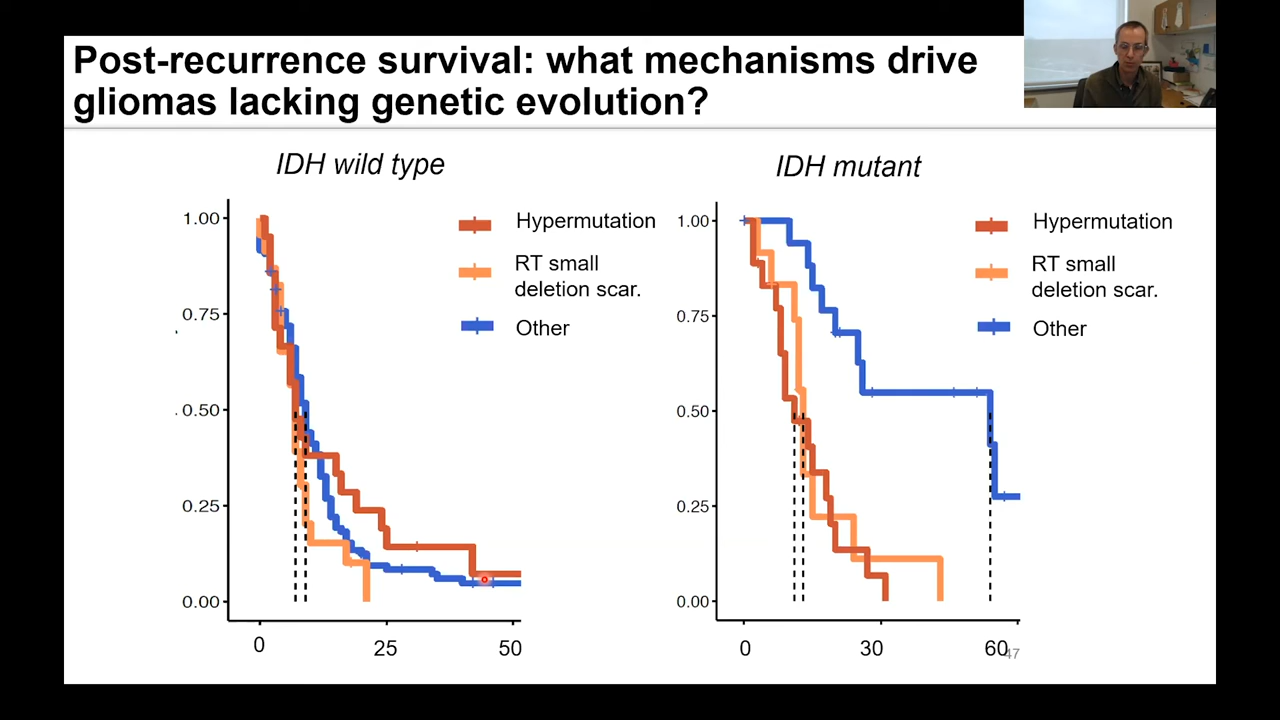 Post-recurrence survival: what mechanisms drive
gliomas lacking genetic evolution?
IDH wild type
1.00
0.75
0.50
0.25
0.00
0
25
50
Hypermutation
RT small
deletion scar.
Other
IDH mutant
1.00
0.75
0.50
0.25
0.00
0
30
60
Hypermutation
RT small
deletion scar.
Other
47